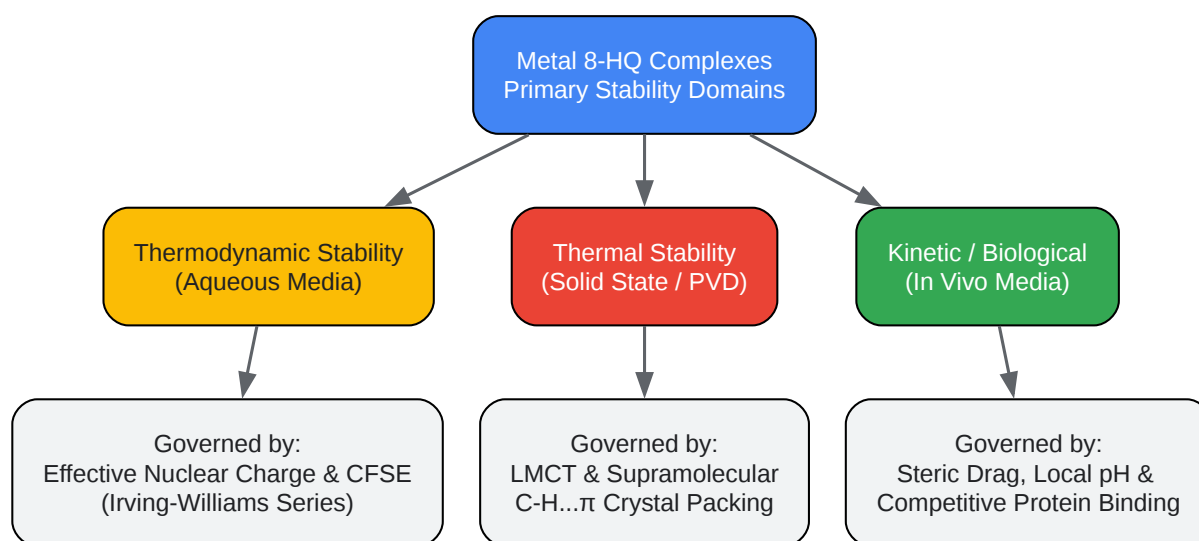 Metal 8-HQ Complexes
Primary Stability Domains
Thermodynamic Stability
(Aqueous Media)
Thermal Stability
(Solid State / PVD)
Kinetic / Biological
(In Vivo Media)
Governed by:
Effective Nuclear Charge & CFSE
(Irving-Williams Series)
Governed by:
LMCT & Supramolecular
C-H...π Crystal Packing
Governed by:
Steric Drag, Local pH &
Competitive Protein Binding